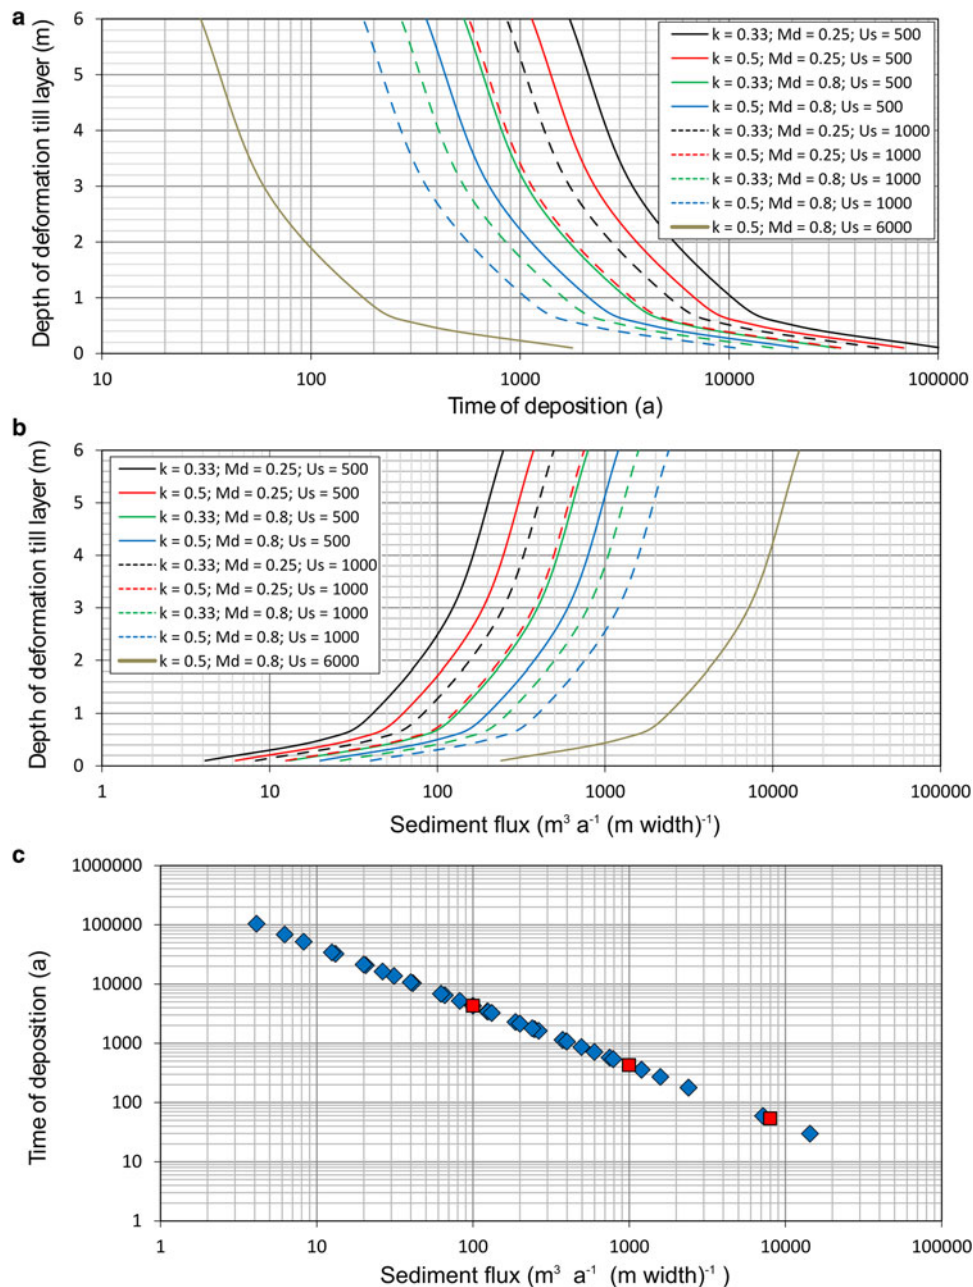 a
6
5
4
3
2
1
0
Depth of deformation till layer (m)
k = 0.33; Md = 0.25; Us = 500
k = 0.5; Md = 0.25; Us = 500
k = 0.33; Md = 0.8; Us = 500
k = 0.5; Md = 0.8; Us = 500
k = 0.33; Md = 0.25; Us = 1000
k = 0.5; Md = 0.25; Us = 1000
k = 0.33; Md = 0.8; Us = 1000
k = 0.5; Md = 0.8; Us = 1000
k = 0.5; Md = 0.8; Us = 6000
10 100 1000 10000 100000
Time of deposition (a)
b
6
5
4
3
2
1
0
Depth of deformation till layer (m)
k = 0.33; Md = 0.25; Us = 500
k = 0.5; Md = 0.25; Us = 500
k = 0.33; Md = 0.8; Us = 500
k = 0.5; Md = 0.8; Us = 500
k = 0.33; Md = 0.25; Us = 1000
k = 0.5; Md = 0.25; Us = 1000
k = 0.33; Md = 0.8; Us = 1000
k = 0.5; Md = 0.8; Us = 1000
k = 0.5; Md = 0.8; Us = 6000
1 10 100 1000 10000 100000
Sediment flux (m³ a⁻¹ (m width)⁻¹)
c
1000000
100000
10000
1000
100
10
1
Time of deposition (a)
1 10 100 1000 10000 100000
Sediment flux (m³ a⁻¹ (m width)⁻¹)